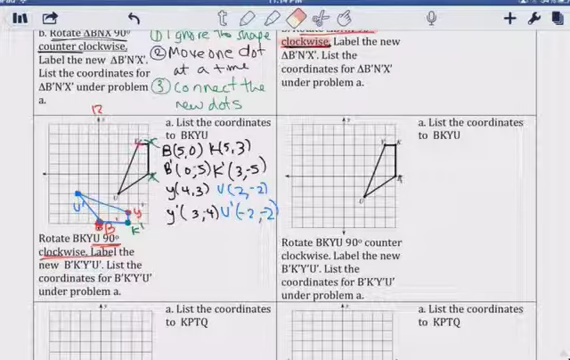 11:14 PM
b. Rotate ΔBNX 90°
counter clockwise.
Label the new ΔB'N'X'.
List the coordinates for
ΔB'N'X' under problem
a.
① Ignore the shape
② Move one dot
at a time
③ Connect the
new dots
clockwise. Label the new
ΔB'N'X'. List the
coordinates for ΔB'N'X'
under problem a.
a. List the coordinates
to BKYU
B(5,0) K(5,3)
B'(0,5) K'(3,-5)
y(4,3) U(2,-2)
y'(3,4) U'(-2,-2)
U'
B'
y'
K'
Rotate BKYU 90°
clockwise. Label the
new B'K'Y'U'. List the
coordinates for B'K'Y'U'
under problem a.
a. List the coordinates
to BKYU
Rotate BKYU 90° counter
clockwise. Label the new
B'K'Y'U'. List the
coordinates for B'K'Y'U'
under problem a.
a. List the coordinates
to KPTQ
a. List the coordinates
to KPTQ